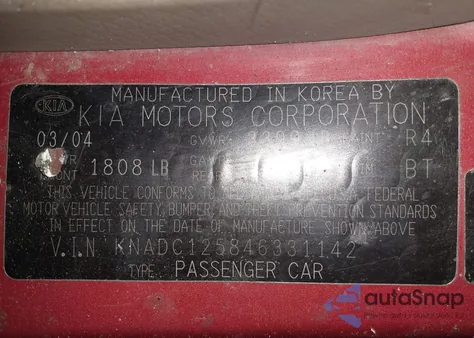 MANUFACTURED IN KOREA BY
KIA KIA MOTORS CORPORATION
03/04 GVWR R4
1808 LB BT
THIS VEHICLE CONFORMS TO FEDERAL
MOTOR VEHICLE SAFETY, BUMPER, AND THEFT PREVENTION STANDARDS
IN EFFECT ON THE DATE OF MANUFACTURE SHOWN ABOVE
V.I.N. KNADC125846331142
TYPE: PASSENGER CAR
autoSnap